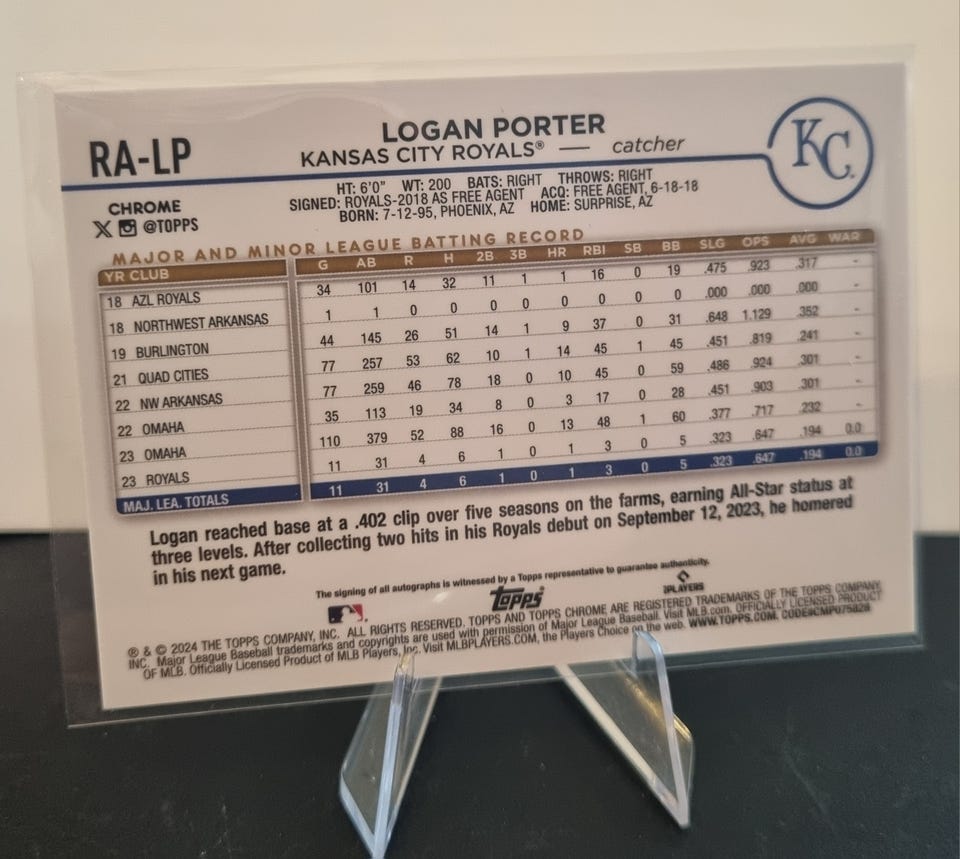 RA-LP
LOGAN PORTER
KANSAS CITY ROYALS® — catcher
KC
CHROME
@TOPPS
HT: 6'0" WT: 200 BATS: RIGHT THROWS: RIGHT
SIGNED: ROYALS-2018 AS FREE AGENT ACQ: FREE AGENT, 6-18-18
BORN: 7-12-95, PHOENIX, AZ HOME: SURPRISE, AZ
MAJOR AND MINOR LEAGUE BATTING RECORD
YR CLUB G AB R H 2B 3B HR RBI SB BB SLG OPS AVG WAR
18 AZL ROYALS 34 101 14 32 11 1 1 16 0 19 .475 .923 .317 -
18 NORTHWEST ARKANSAS 1 1 0 0 0 0 0 0 0 0 .000 .000 .000 -
19 BURLINGTON 44 145 26 51 14 1 9 37 0 31 .648 1.129 .352 -
21 QUAD CITIES 77 257 53 62 10 1 14 45 1 45 .451 .819 .241 -
22 NW ARKANSAS 77 259 46 78 18 0 10 45 0 59 .486 .924 .301 -
22 OMAHA 35 113 19 34 8 0 3 17 0 28 .451 .903 .301 -
23 OMAHA 110 379 52 88 16 0 13 48 1 60 .377 .717 .232 -
23 ROYALS 11 31 4 6 1 0 1 3 0 5 .323 .647 .194 0.0
MAJ. LEA. TOTALS 11 31 4 6 1 0 1 3 0 5 .323 .647 .194 0.0
Logan reached base at a .402 clip over five seasons on the farms, earning All-Star status at
three levels. After collecting two hits in his Royals debut on September 12, 2023, he homered
in his next game.
The signing of all autographs is witnessed by a Topps representative to guarantee authenticity.
Topps
PLAYERS
® & © 2024 THE TOPPS COMPANY, INC. ALL RIGHTS RESERVED. TOPPS AND TOPPS CHROME ARE REGISTERED TRADEMARKS OF THE TOPPS COMPANY,
INC. Major League Baseball trademarks and copyrights are used with permission of Major League Baseball. Visit MLB.com. OFFICIALLY LICENSED PRODUCT
OF MLB. Officially Licensed Product of MLB Players, Inc. Visit MLBPLAYERS.COM, the Players Choice on the web. WWW.TOPPS.COM. CODE#CMPU75828